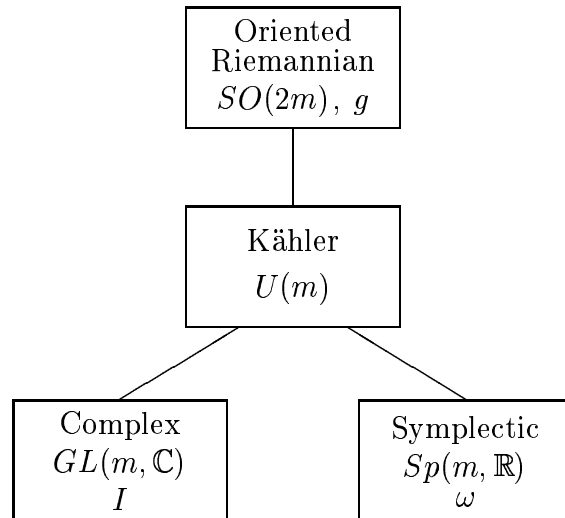 Oriented
Riemannian
SO(2m), g
Kähler
U(m)
Complex
GL(m, ℂ)
I
Symplectic
Sp(m, ℝ)
ω